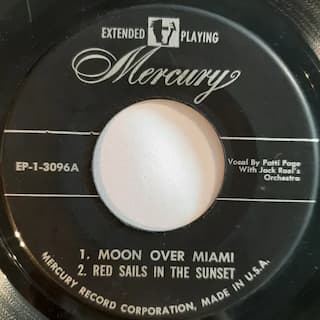 EXTENDED PLAYING
Mercury
EP-1-3096A
Vocal By Patti Page
With Jack Rael's
Orchestra
1. MOON OVER MIAMI
2. RED SAILS IN THE SUNSET
MERCURY RECORD CORPORATION, MADE IN U.S.A.